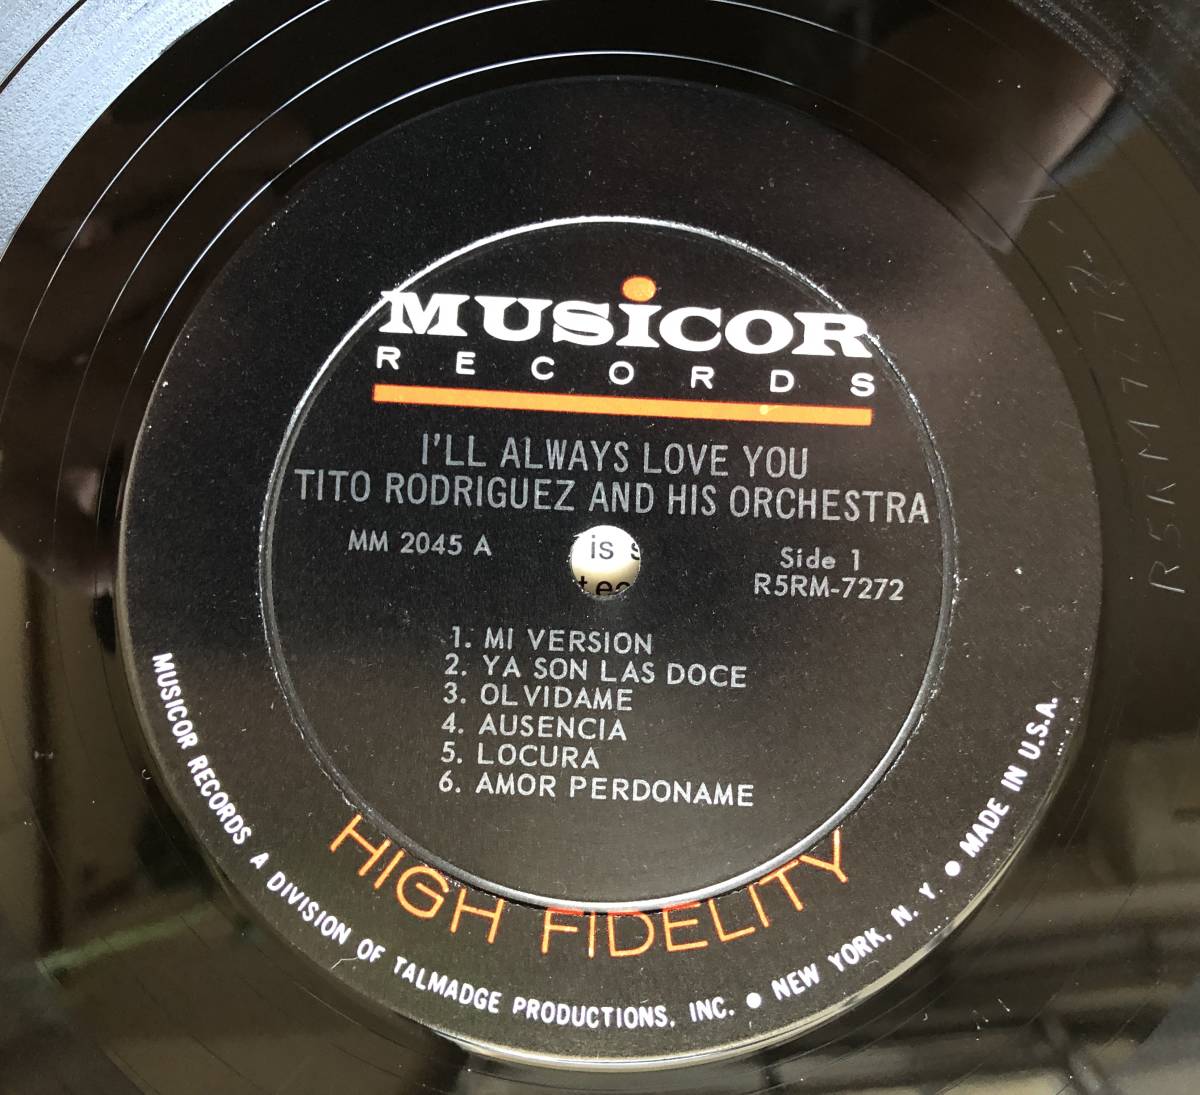 MUSICOR
RECORDS
I'LL ALWAYS LOVE YOU
TITO RODRIGUEZ AND HIS ORCHESTRA
MM 2045 A
is
Side 1
R5RM-7272
1. MI VERSION
2. YA SON LAS DOCE
3. OLVIDAME
4. AUSENCIA
5. LOCURA
6. AMOR PERDONAME
HIGH FIDELITY
MUSICOR RECORDS A DIVISION OF TALMADGE PRODUCTIONS, INC. ● NEW YORK, N. Y. ● MADE IN U.S.A.